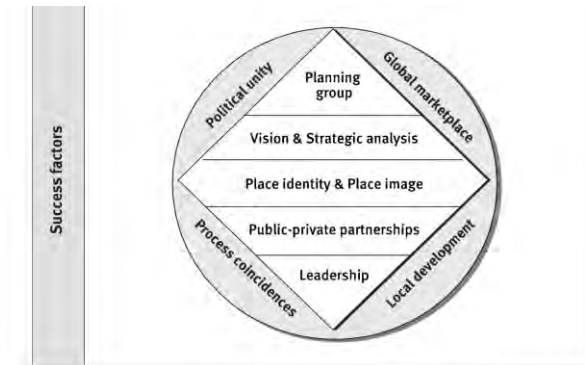 Success factors
Political unity
Global marketplace
Planning
group
Vision & Strategic analysis
Place identity & Place image
Public-private partnerships
Leadership
Process coincidences
Local development